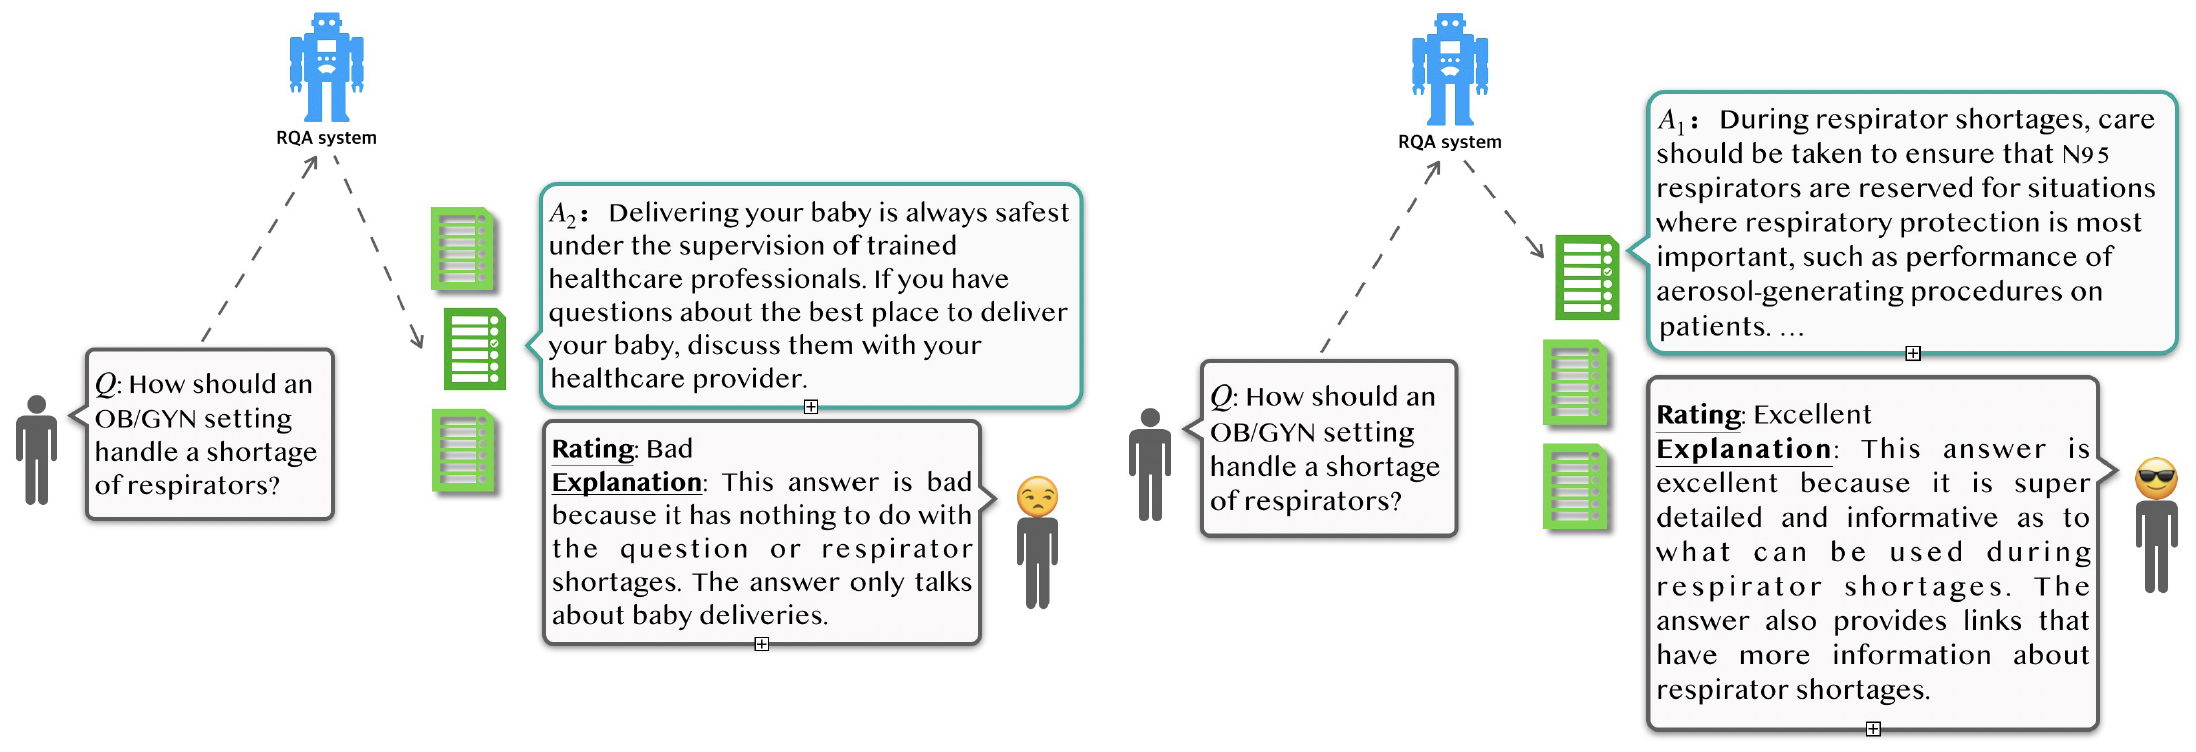 RQA system
Q: How should an
OB/GYN setting
handle a shortage
of respirators?
A2: Delivering your baby is always safest
under the supervision of trained
healthcare professionals. If you have
questions about the best place to deliver
your baby, discuss them with your
healthcare provider.
Rating: Bad
Explanation: This answer is bad
because it has nothing to do with
the question or respirator
shortages. The answer only talks
about baby deliveries.
RQA system
Q: How should an
OB/GYN setting
handle a shortage
of respirators?
A1: During respirator shortages, care
should be taken to ensure that N95
respirators are reserved for situations
where respiratory protection is most
important, such as performance of
aerosol-generating procedures on
patients. ...
Rating: Excellent
Explanation: This answer is
excellent because it is super
detailed and informative as to
what can be used during
respirator shortages. The
answer also provides links that
have more information about
respirator shortages.